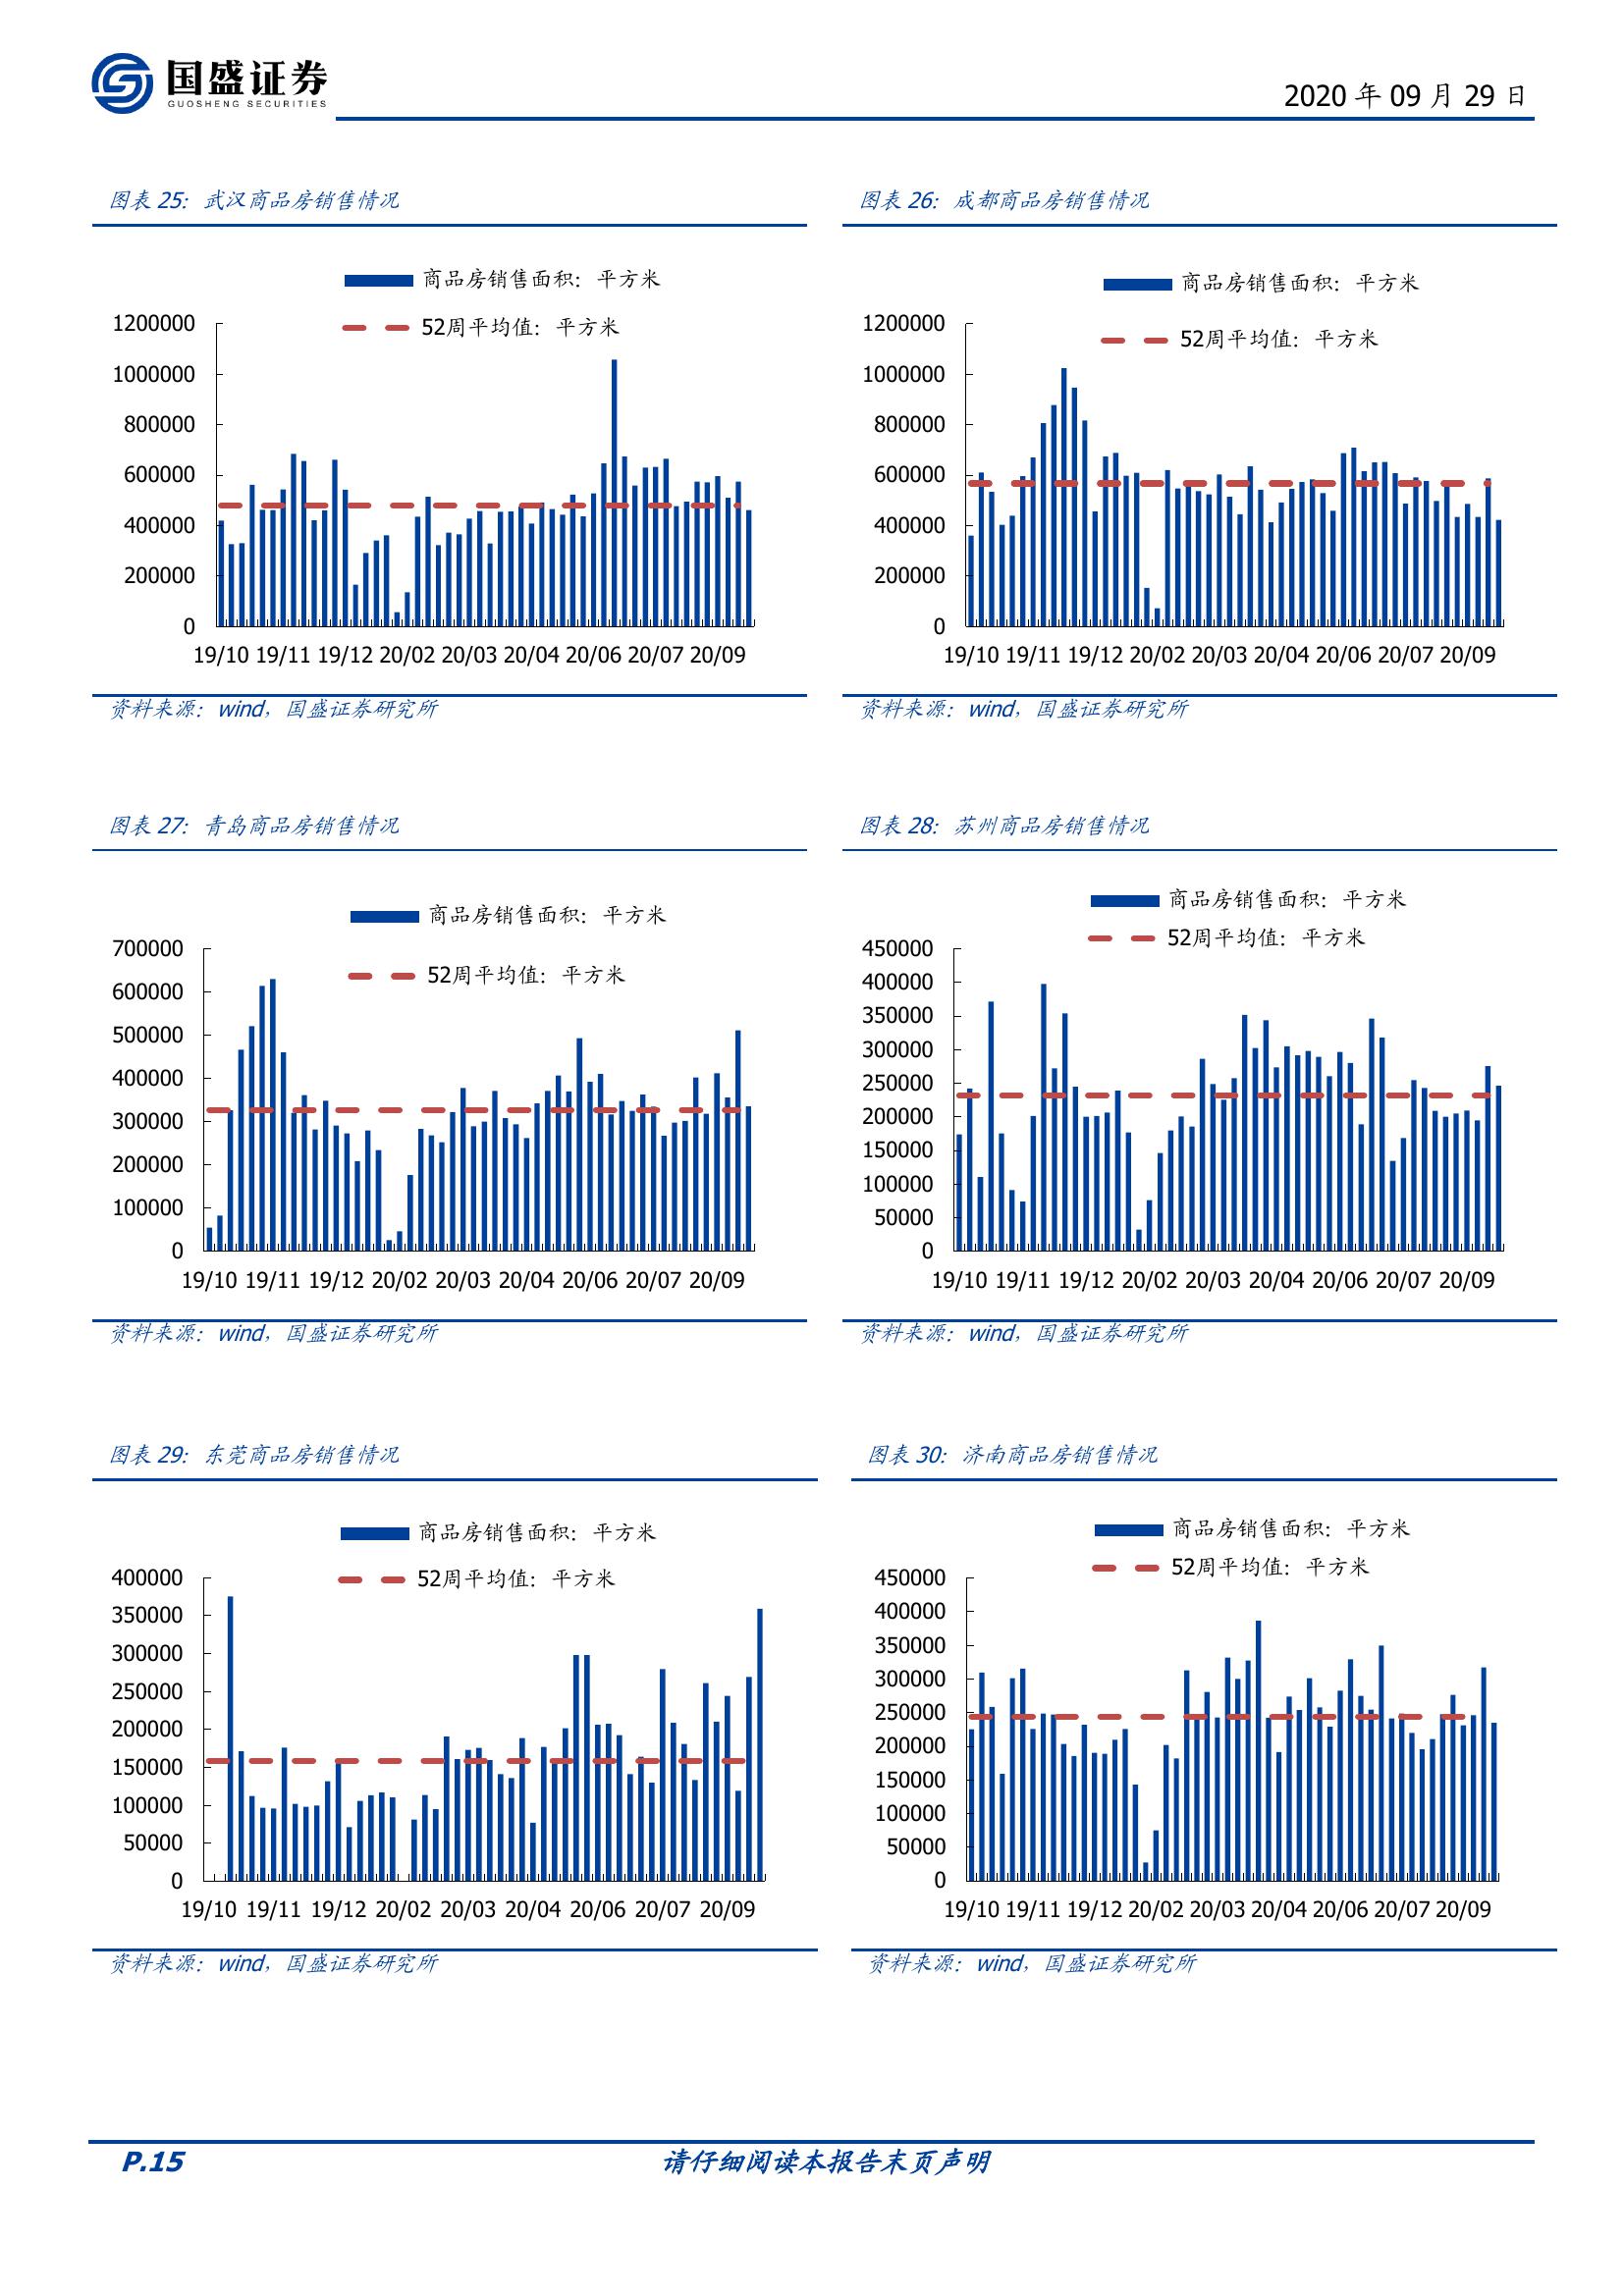 国盛证券
GUOSHENG SECURITIES
2020 年 09 月 29 日
图表 25：武汉商品房销售情况
商品房销售面积：平方米
52周平均值：平方米
1200000
1000000
800000
600000
400000
200000
0
19/10 19/11 19/12 20/02 20/03 20/04 20/06 20/07 20/09
资料来源：wind，国盛证券研究所
图表 26：成都商品房销售情况
商品房销售面积：平方米
52周平均值：平方米
1200000
1000000
800000
600000
400000
200000
0
19/10 19/11 19/12 20/02 20/03 20/04 20/06 20/07 20/09
资料来源：wind，国盛证券研究所
图表 27：青岛商品房销售情况
商品房销售面积：平方米
52周平均值：平方米
700000
600000
500000
400000
300000
200000
100000
0
19/10 19/11 19/12 20/02 20/03 20/04 20/06 20/07 20/09
资料来源：wind，国盛证券研究所
图表 28：苏州商品房销售情况
商品房销售面积：平方米
52周平均值：平方米
450000
400000
350000
300000
250000
200000
150000
100000
50000
0
19/10 19/11 19/12 20/02 20/03 20/04 20/06 20/07 20/09
资料来源：wind，国盛证券研究所
图表 29：东莞商品房销售情况
商品房销售面积：平方米
52周平均值：平方米
400000
350000
300000
250000
200000
150000
100000
50000
0
19/10 19/11 19/12 20/02 20/03 20/04 20/06 20/07 20/09
资料来源：wind，国盛证券研究所
图表 30：济南商品房销售情况
商品房销售面积：平方米
52周平均值：平方米
450000
400000
350000
300000
250000
200000
150000
100000
50000
0
19/10 19/11 19/12 20/02 20/03 20/04 20/06 20/07 20/09
资料来源：wind，国盛证券研究所
P.15
请仔细阅读本报告末页声明